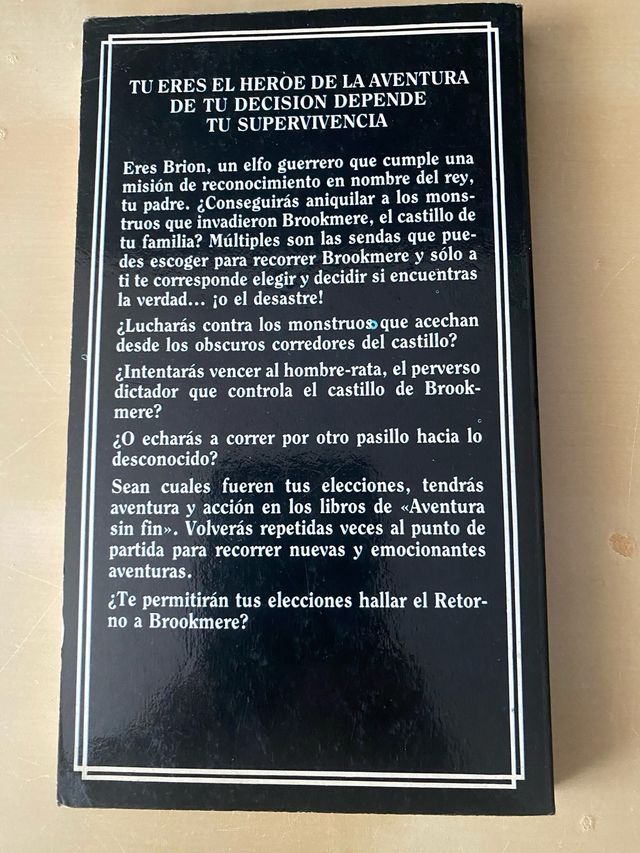 TU ERES EL HEROE DE LA AVENTURA
DE TU DECISION DEPENDE
TU SUPERVIVENCIA
Eres Brion, un elfo guerrero que cumple una
misión de reconocimiento en nombre del rey,
tu padre. ¿Conseguirás aniquilar a los mons-
truos que invadieron Brookmere, el castillo de
tu familia? Múltiples son las sendas que pue-
des escoger para recorrer Brookmere y sólo a
ti te corresponde elegir y decidir si encuentras
la verdad... ¡o el desastre!
¿Lucharás contra los monstruos que acechan
desde los obscuros corredores del castillo?
¿Intentarás vencer al hombre-rata, el perverso
dictador que controla el castillo de Brook-
mere?
¿O echarás a correr por otro pasillo hacia lo
desconocido?
Sean cuales fueren tus elecciones, tendrás
aventura y acción en los libros de «Aventura
sin fin». Volverás repetidas veces al punto de
partida para recorrer nuevas y emocionantes
aventuras.
¿Te permitirán tus elecciones hallar el Retor-
no a Brookmere?